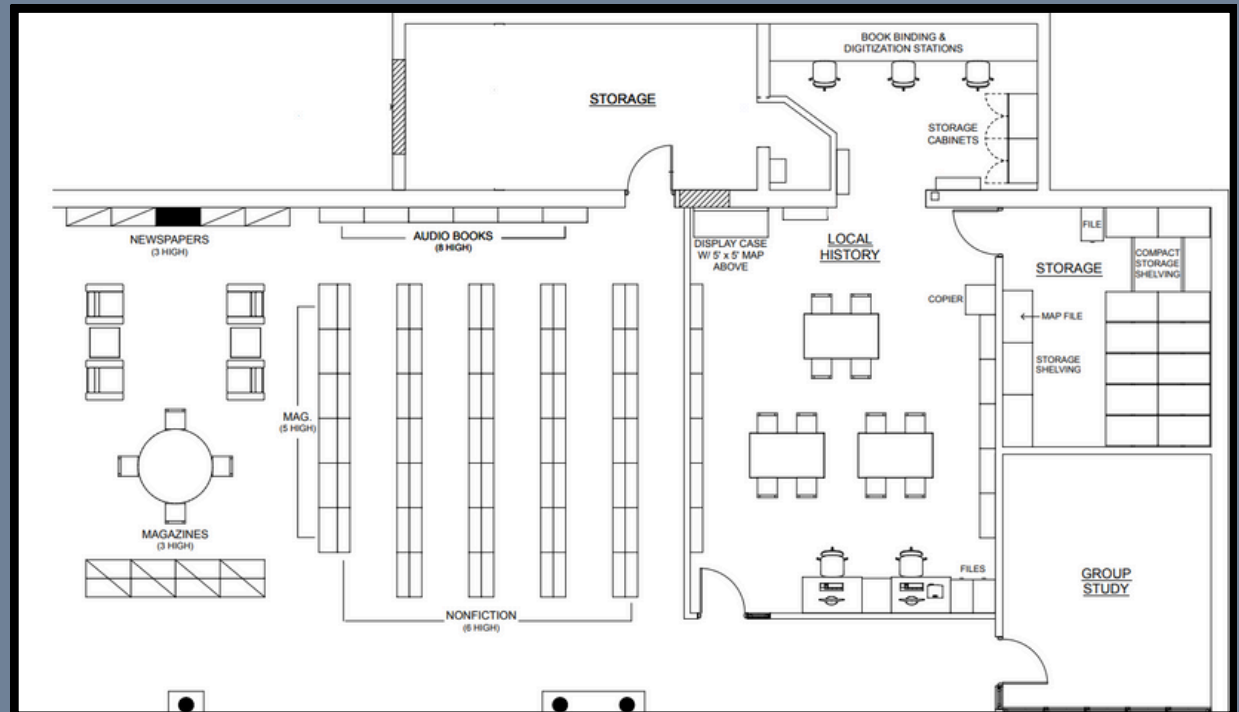 BOOK BINDING &
DIGITIZATION STATIONS
STORAGE
STORAGE
CABINETS
NEWSPAPERS
(3 HIGH)
AUDIO BOOKS
(8 HIGH)
DISPLAY CASE
W/ 5' x 5' MAP
ABOVE
LOCAL
HISTORY
FILE
STORAGE
COMPACT
STORAGE
SHELVING
COPIER
MAP FILE
STORAGE
SHELVING
MAG.
(5 HIGH)
MAGAZINES
(3 HIGH)
FILES
GROUP
STUDY
NONFICTION
(6 HIGH)